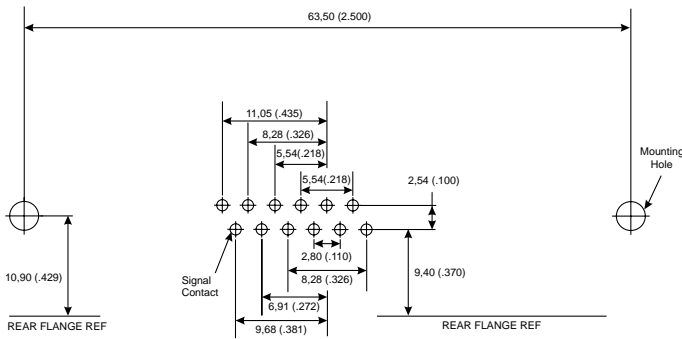 63,50 (2.500)
11,05 (.435)
8,28 (.326)
5,54 (.218)
5,54(.218)
2,54 (.100)
Mounting
Hole
Signal
Contact
2.80 (.110)
10,90 (.429)
8,28 (.326)
9,40 (.370)
6,91 (.272)
9,68 (.381)
REAR FLANGE REF
REAR FLANGE REF